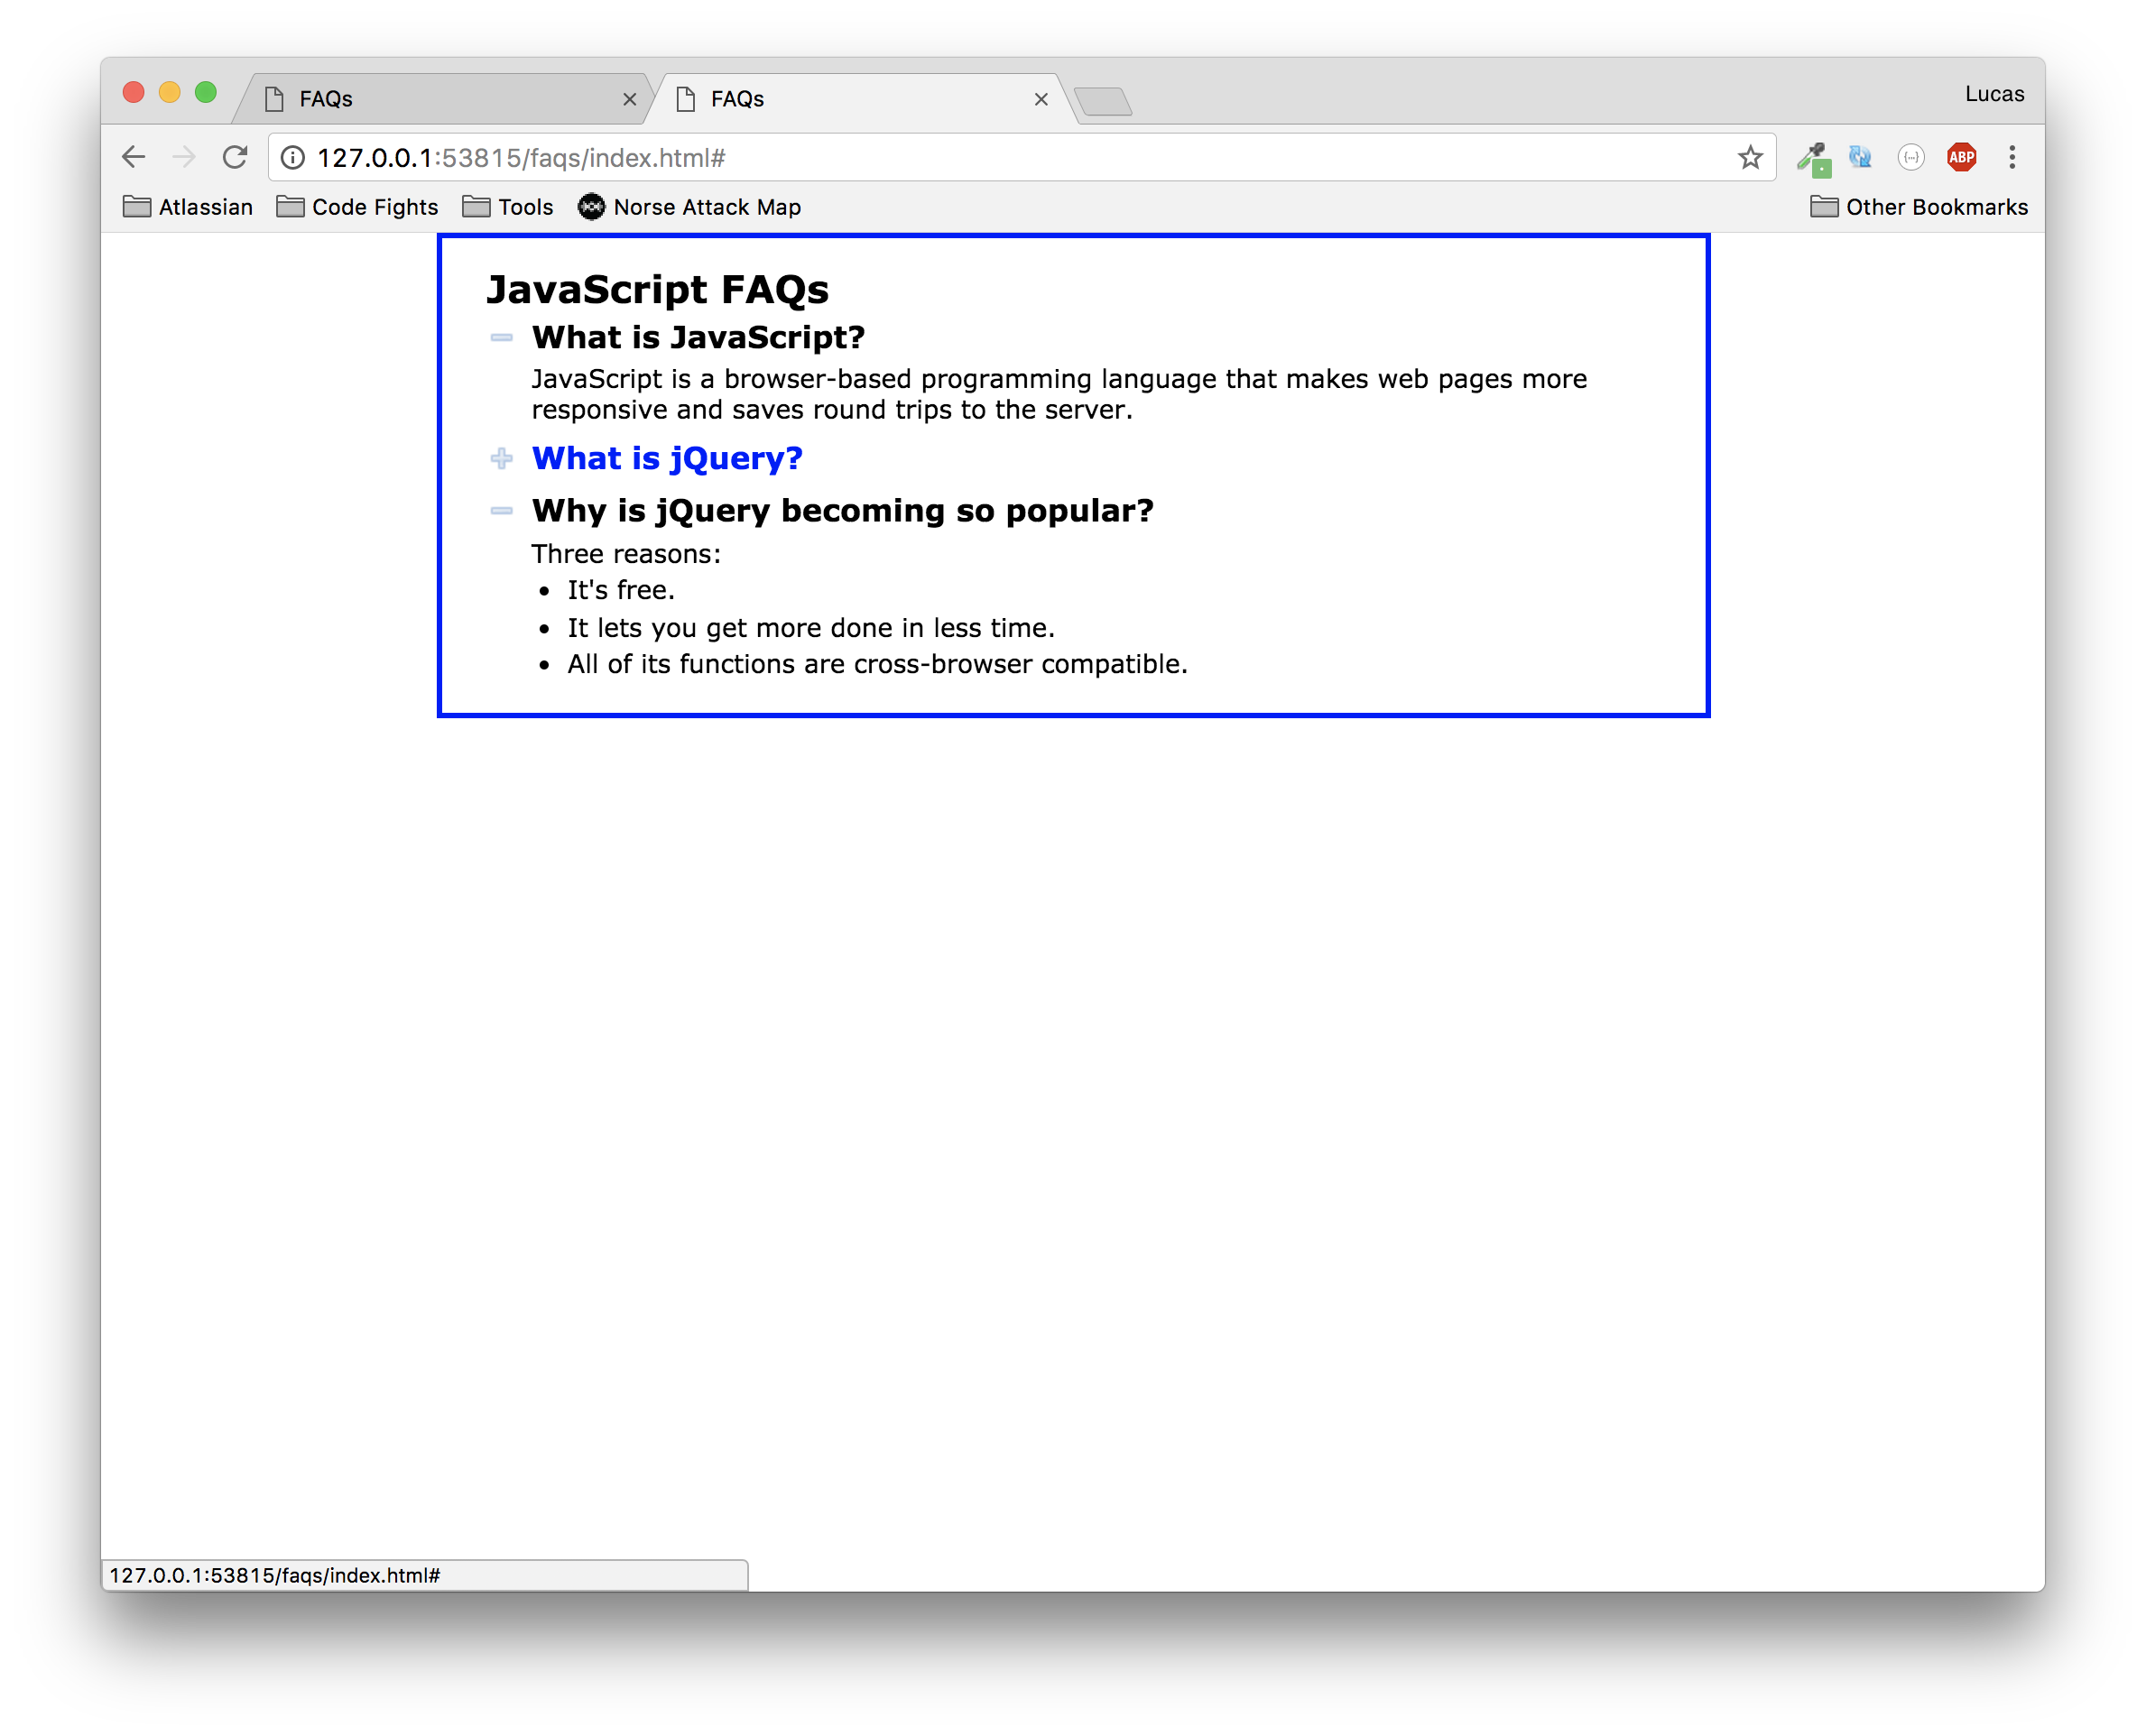 FAQs
FAQs
Lucas
127.0.0.1:53815/faqs/index.html#
ABP
Atlassian
Code Fights
Tools
Norse Attack Map
Other Bookmarks
JavaScript FAQs
What is JavaScript?
JavaScript is a browser-based programming language that makes web pages more
responsive and saves round trips to the server.
What is jQuery?
Why is jQuery becoming so popular?
Three reasons:
• It's free.
• It lets you get more done in less time.
• All of its functions are cross-browser compatible.
127.0.0.1:53815/faqs/index.html#